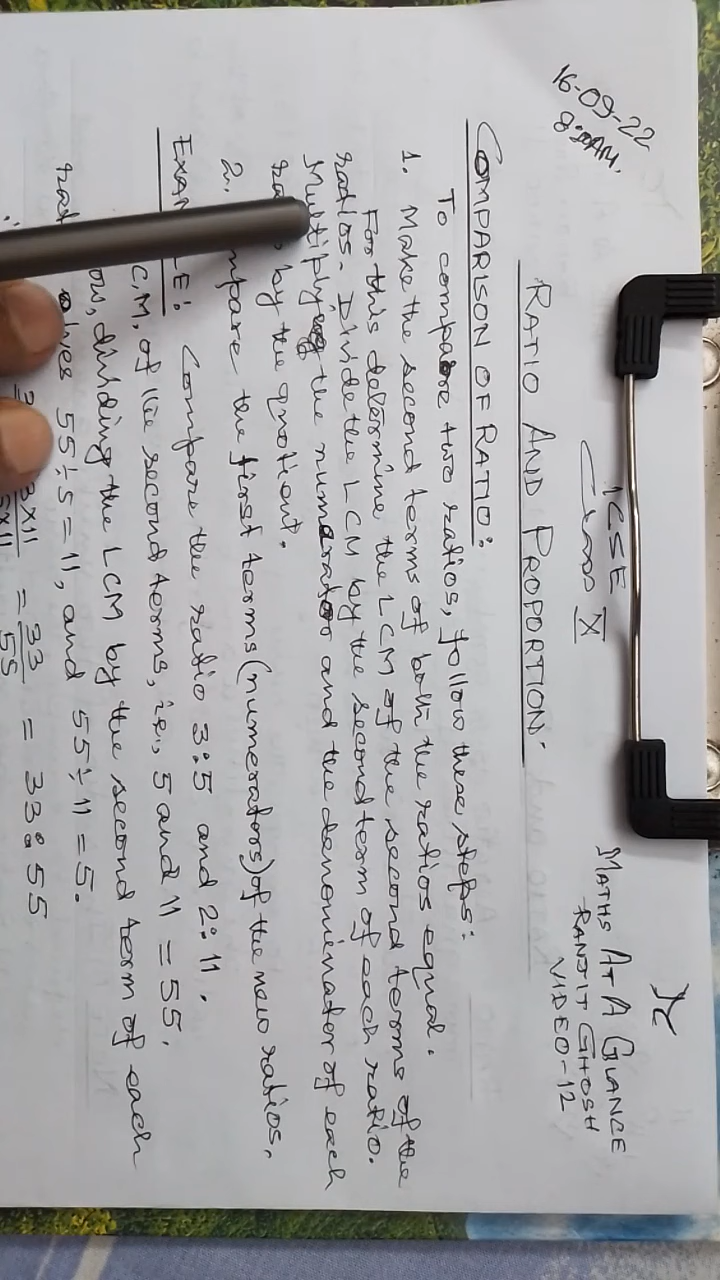 16-09-22
8:20AM.
ICSE
Class X
MATHS AT A GLANCE
RANJIT GHOSH
VIDEO-12
RATIO AND PROPORTION.
COMPARISON OF RATIO:
To compare two ratios, follow these steps:
1. Make the second terms of both the ratios equal.
For this determine the LCM of the second terms of the
ratios. Divide the LCM by the second term of each ratio.
Multiply the numerator and the denominator of each
by the quotient.
2. the first terms (numerators) of the new ratios.
Compare the ratio 3:5 and 2:11.
C.M. of the second terms, i.e., 5 and 11 = 55.
dividing the LCM by the second term of each
55÷5=11, and 55÷11=5.
3×11 = 33/55 = 33:55